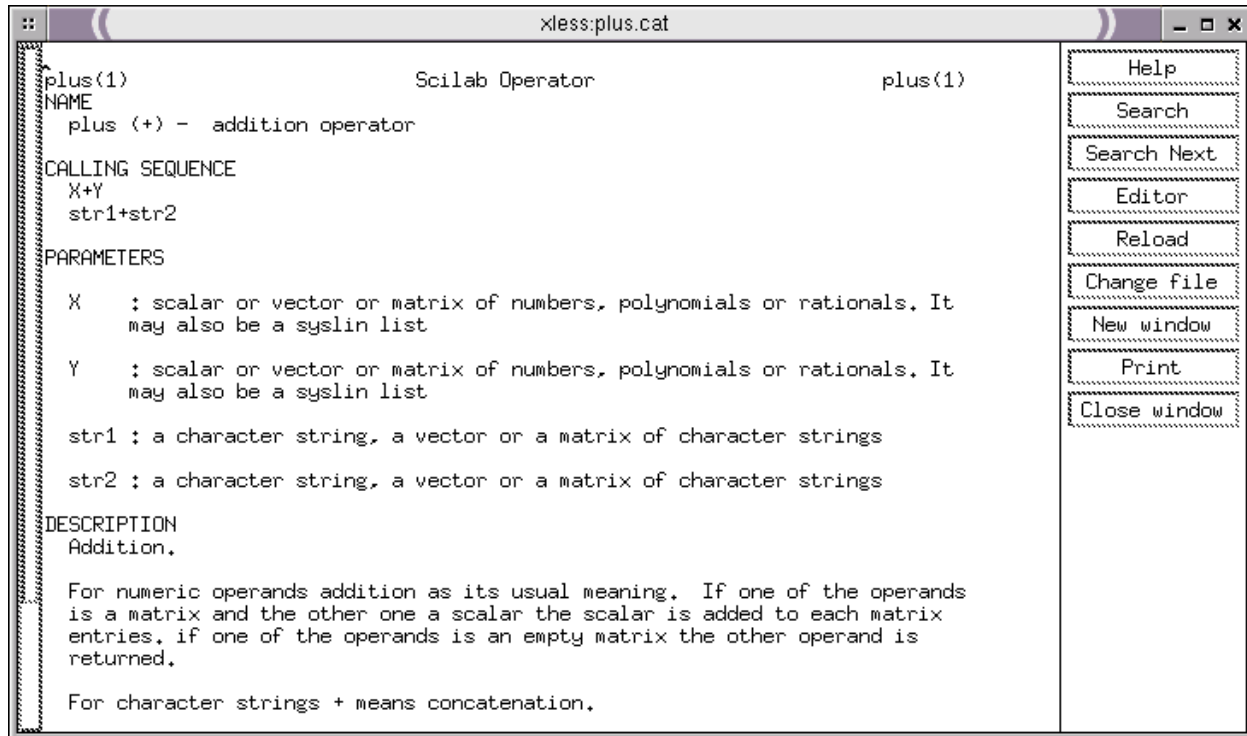 xless:plus.cat
plus(1) Scilab Operator plus(1)
NAME
plus (+) - addition operator
CALLING SEQUENCE
X+Y
str1+str2
PARAMETERS
X : scalar or vector or matrix of numbers, polynomials or rationals. It
may also be a syslin list
Y : scalar or vector or matrix of numbers, polynomials or rationals. It
may also be a syslin list
str1 : a character string, a vector or a matrix of character strings
str2 : a character string, a vector or a matrix of character strings
DESCRIPTION
Addition.
For numeric operands addition as its usual meaning. If one of the operands
is a matrix and the other one a scalar the scalar is added to each matrix
entries. if one of the operands is an empty matrix the other operand is
returned.
For character strings + means concatenation.
Help
Search
Search Next
Editor
Reload
Change file
New window
Print
Close window